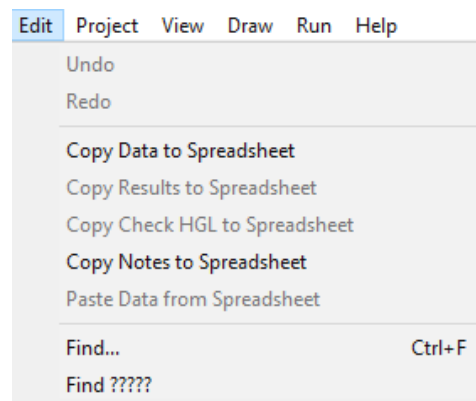 Edit Project View Draw Run Help
Undo
Redo
Copy Data to Spreadsheet
Copy Results to Spreadsheet
Copy Check HGL to Spreadsheet
Copy Notes to Spreadsheet
Paste Data from Spreadsheet
Find... Ctrl+F
Find ?????